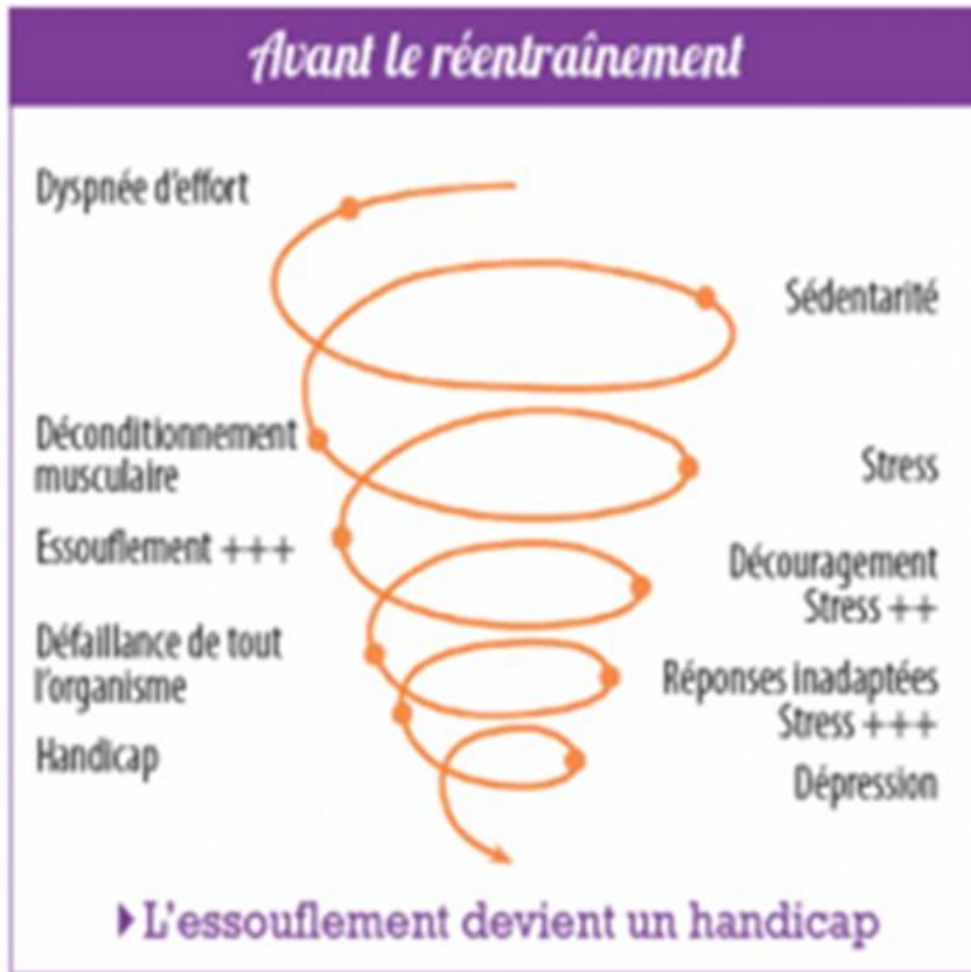 Avant le réentraînement
Dyspnée d'effort
Sédentarité
Déconditionnement
musculaire
Stress
Essouflement +++
Découragement
Stress ++
Défaillance de tout
l'organisme
Réponses inadaptées
Stress +++
Handicap
Dépression
L'essouflement devient un handicap